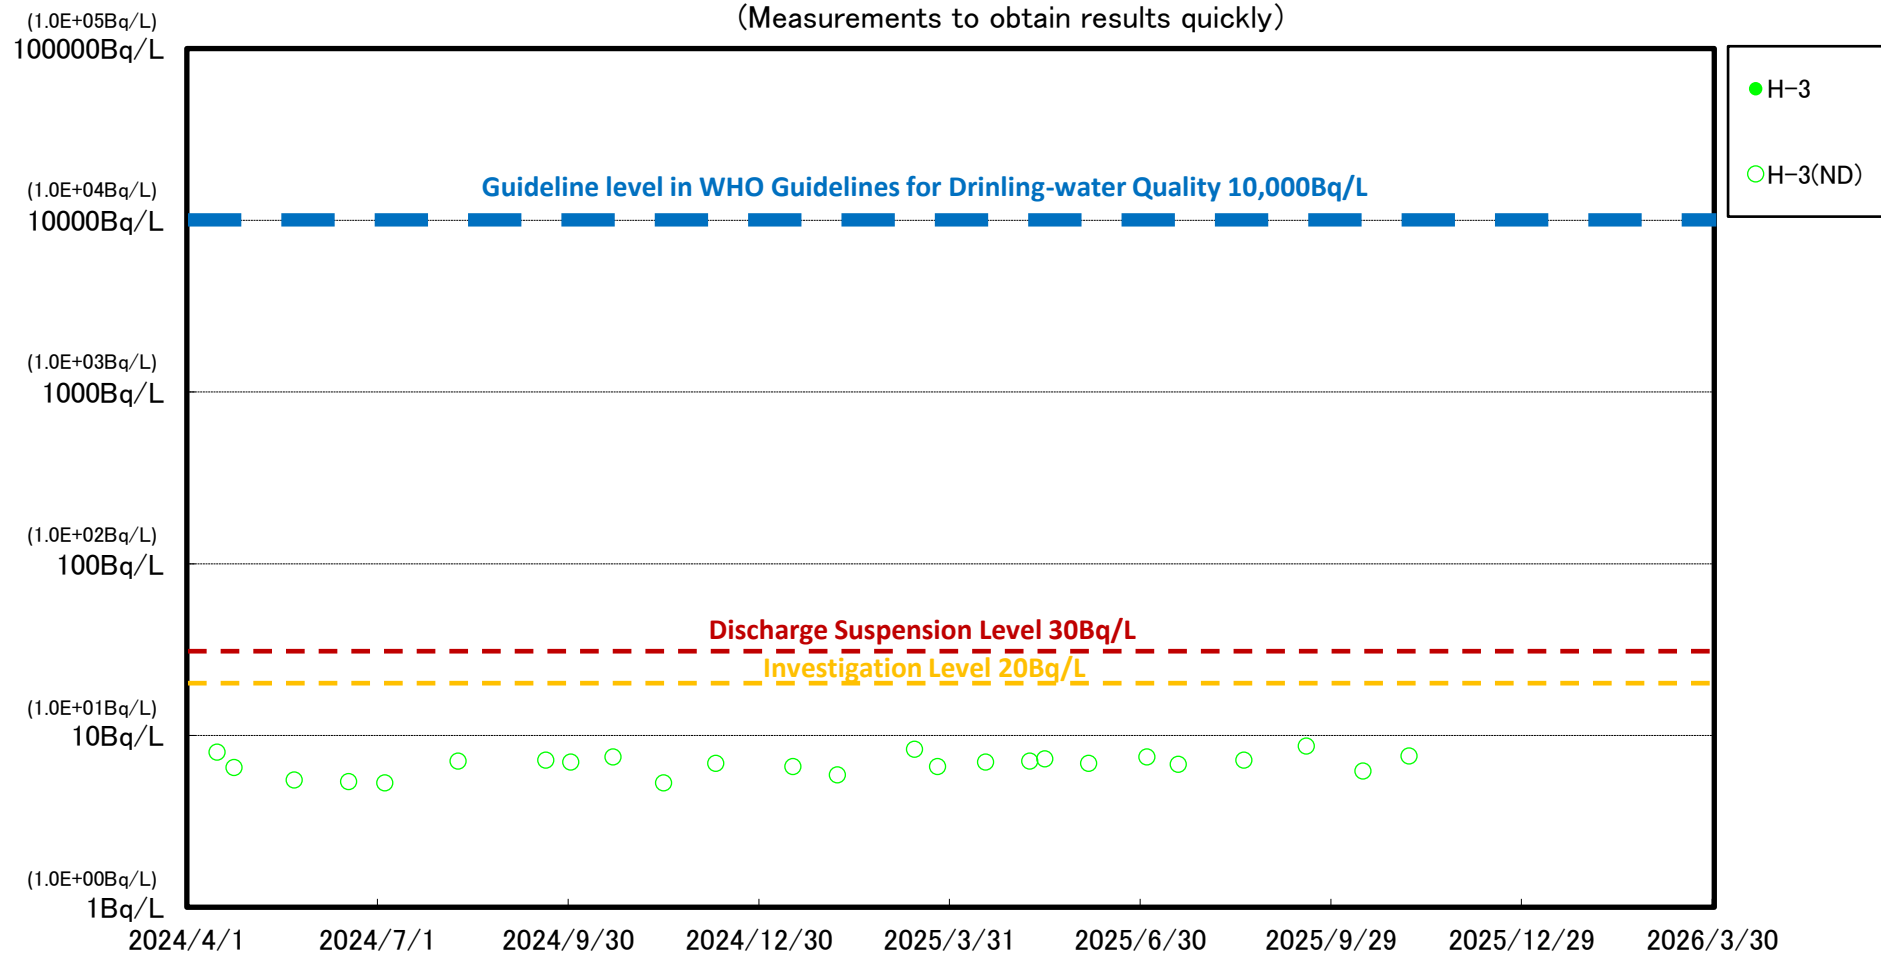 (Measurements to obtain results quickly)
(1.0E+05Bq/L)
100000Bq/L
H-3
H-3(ND)
(1.0E+04Bq/L)
10000Bq/L
Guideline level in WHO Guidelines for Drinling-water Quality 10,000Bq/L
(1.0E+03Bq/L)
1000Bq/L
(1.0E+02Bq/L)
100Bq/L
Discharge Suspension Level 30Bq/L
Investigation Level 20Bq/L
(1.0E+01Bq/L)
10Bq/L
(1.0E+00Bq/L)
1Bq/L
2024/4/1 2024/7/1 2024/9/30 2024/12/30 2025/3/31 2025/6/30 2025/9/29 2025/12/29 2026/3/30